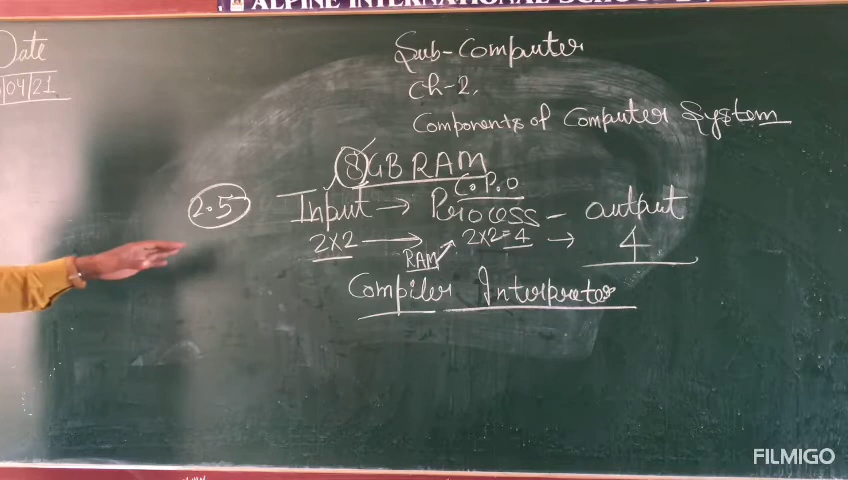 ALPINE INTERNATIONAL SCHOOL
Date
/04/21
Sub-Computer
Ch-2,
Components of Computer System
8GB RAM
C.P.O
2.5 Input → Process - output
2x2 → 2x2=4 → 4
RAM
Compiler Interpreter
FILMIGO